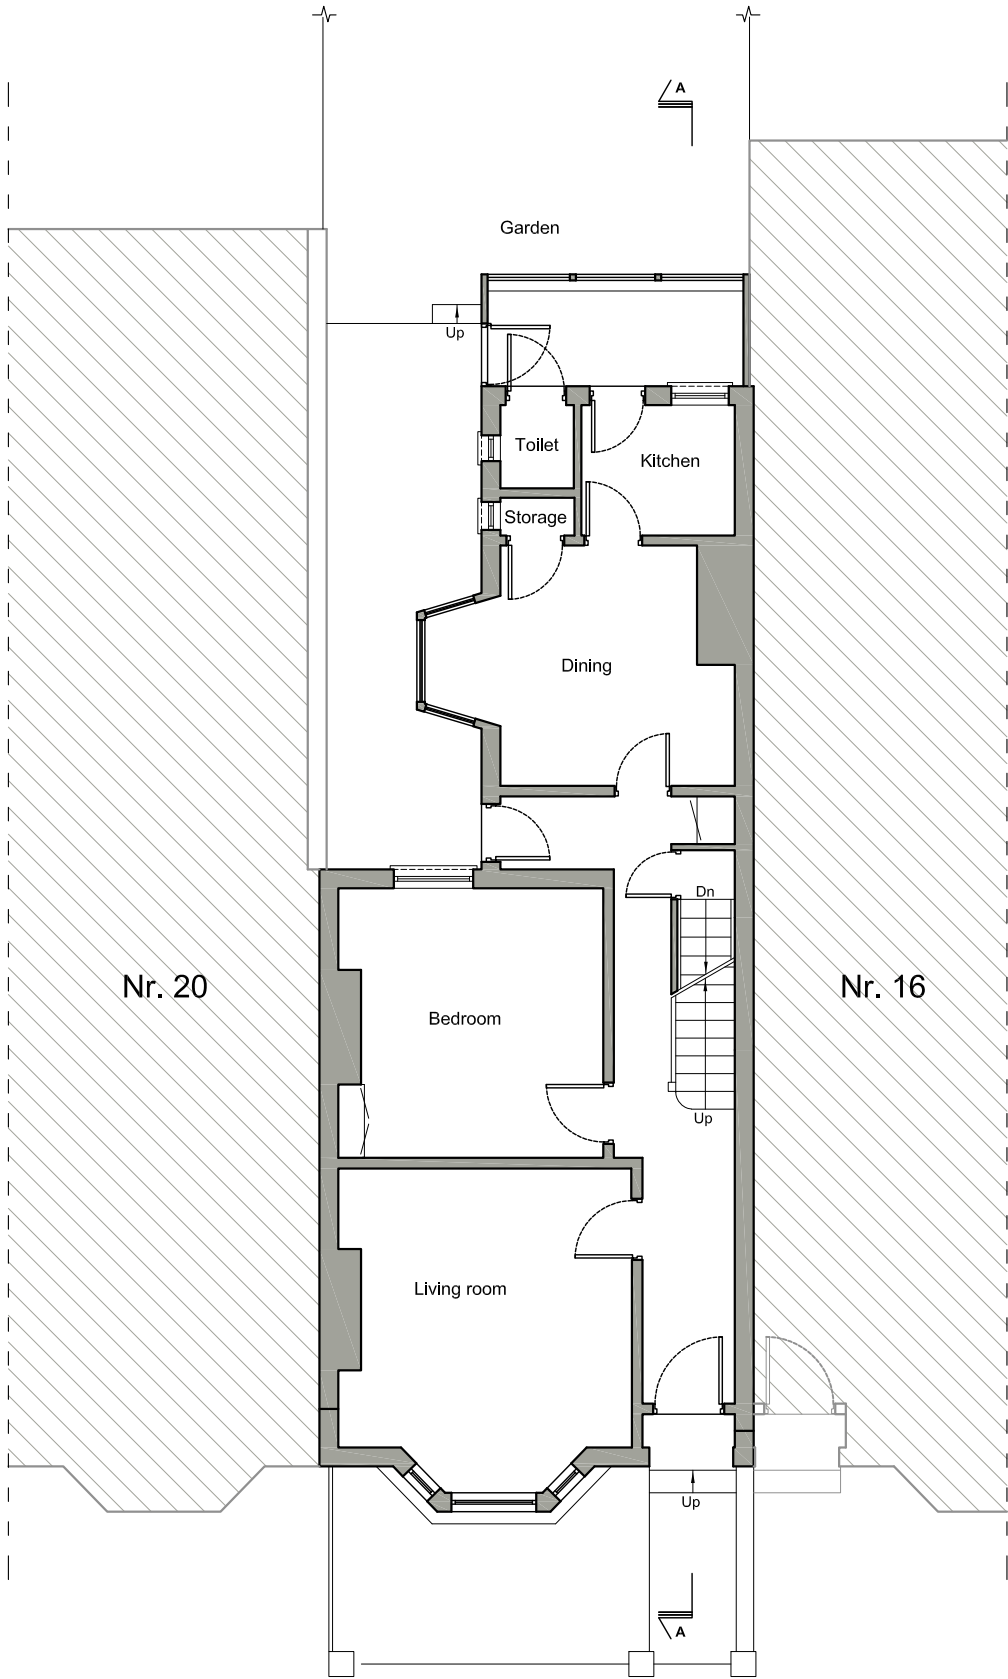 A
Garden
Up
Toilet
Kitchen
Storage
Dining
Dn
Nr. 20
Nr. 16
Bedroom
Up
Living room
Up
A